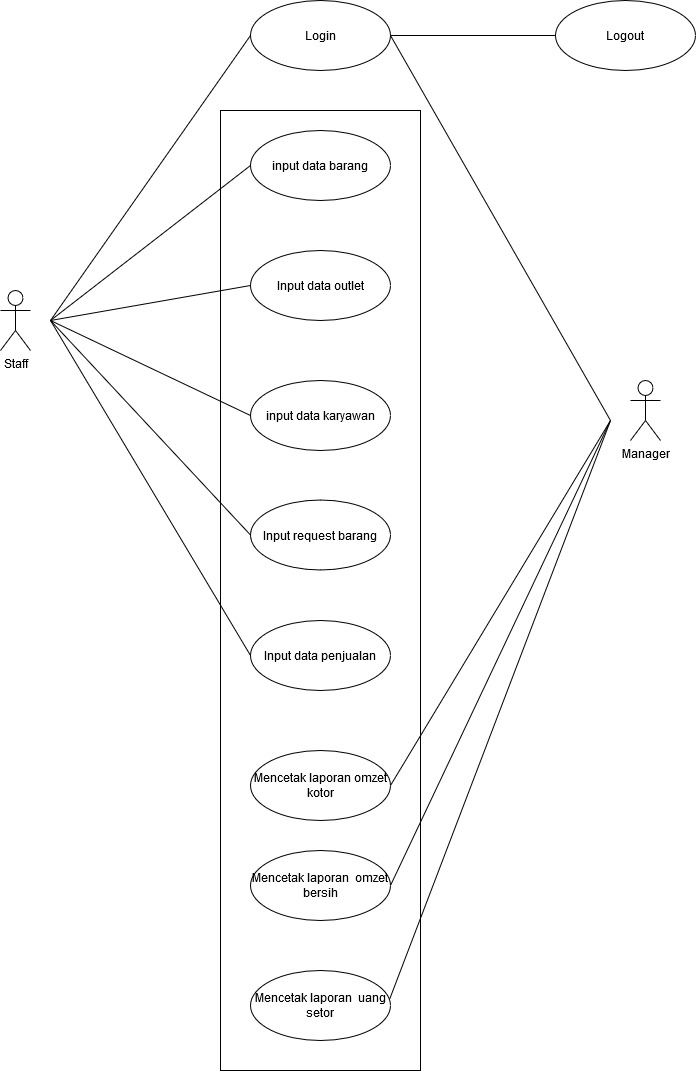 Login
Logout
input data barang
Input data outlet
Staff
input data karyawan
Manager
Input request barang
Input data penjualan
Mencetak laporan omzet
kotor
Mencetak laporan omzet
bersih
Mencetak laporan uang
setor